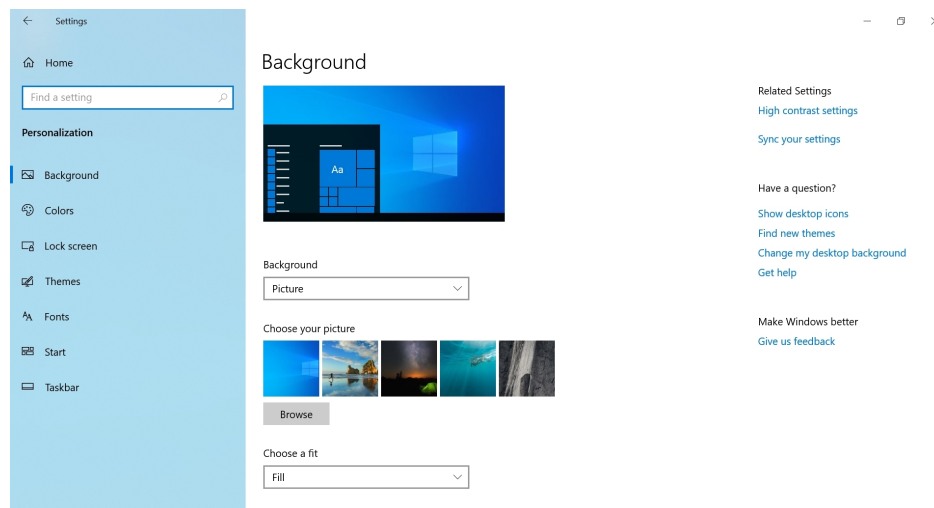 Settings
Home
Find a setting
Personalization
Background
Colors
Lock screen
Themes
Fonts
Start
Taskbar
Background
Aa
Background
Picture
Choose your picture
Browse
Choose a fit
Fill
Related Settings
High contrast settings
Sync your settings
Have a question?
Show desktop icons
Find new themes
Change my desktop background
Get help
Make Windows better
Give us feedback